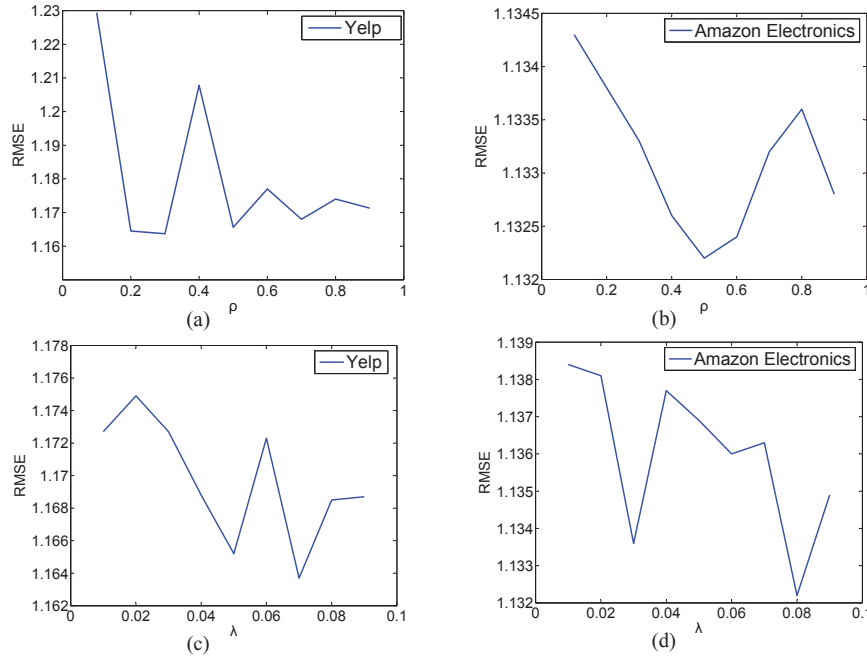 1.23
1.22
1.21
1.2
1.19
1.18
1.17
1.16
RMSE
Yelp
0 0.2 0.4 0.6 0.8 1
ρ
(a)
1.1345
1.134
1.1335
1.133
1.1325
1.132
RMSE
Amazon Electronics
0 0.2 0.4 0.6 0.8 1
ρ
(b)
1.178
1.176
1.174
1.172
1.17
1.168
1.166
1.164
1.162
RMSE
Yelp
0 0.02 0.04 0.06 0.08 0.1
λ
(c)
1.139
1.138
1.137
1.136
1.135
1.134
1.133
1.132
RMSE
Amazon Electronics
0 0.02 0.04 0.06 0.08 0.1
λ
(d)